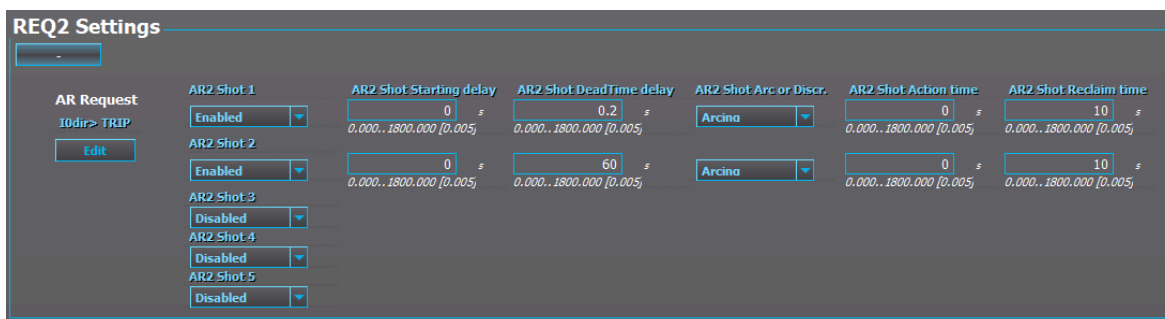 REQ2 Settings
-
AR Request
I0dir> TRIP
Edit
AR2 Shot 1 AR2 Shot Starting delay AR2 Shot DeadTime delay AR2 Shot Arc or Discr. AR2 Shot Action time AR2 Shot Reclaim time
Enabled 0 s 0.2 s Arcing 0 s 10 s
0.000..1800.000 [0.005] 0.000..1800.000 [0.005] 0.000..1800.000 [0.005] 0.000..1800.000 [0.005]
AR2 Shot 2
Enabled 0 s 60 s Arcing 0 s 10 s
0.000..1800.000 [0.005] 0.000..1800.000 [0.005] 0.000..1800.000 [0.005] 0.000..1800.000 [0.005]
AR2 Shot 3
Disabled
AR2 Shot 4
Disabled
AR2 Shot 5
Disabled